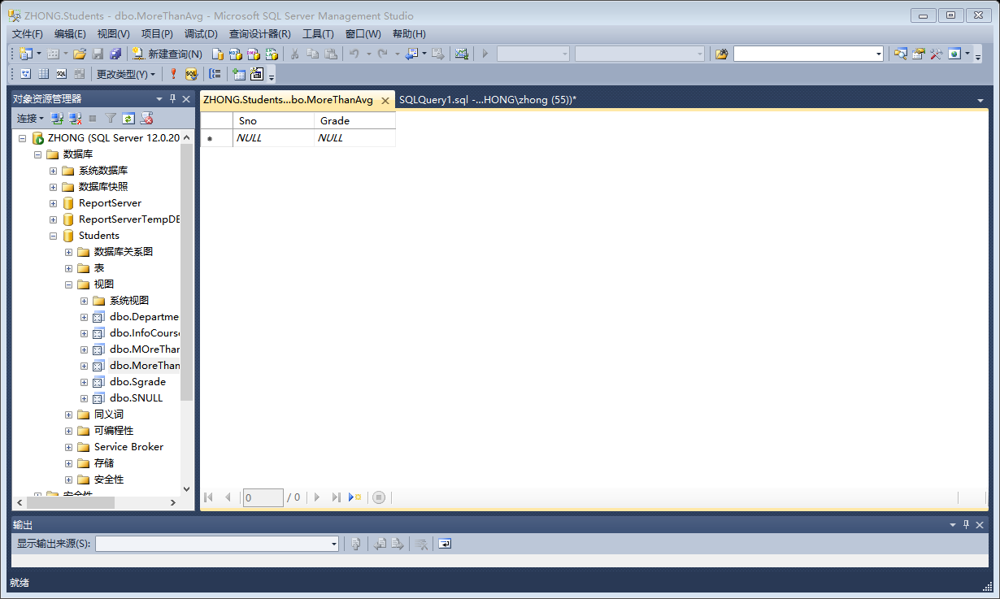 ZHONG.Students - dbo.MoreThanAvg - Microsoft SQL Server Management Studio
文件(F) 编辑(E) 视图(V) 项目(P) 调试(D) 查询设计器(R) 工具(T) 窗口(W) 帮助(H)
新建查询(N)
更改类型(Y)
对象资源管理器
连接
ZHONG (SQL Server 12.0.20
数据库
系统数据库
数据库快照
ReportServer
ReportServerTempDB
Students
数据库关系图
表
视图
系统视图
dbo.Departme
dbo.InfoCours
dbo.MOreThan
dbo.MoreThan
dbo.Sgrade
dbo.SNULL
同义词
可编程性
Service Broker
存储
安全性
安全性
ZHONG.Students...bo.MoreThanAvg SQLQuery1.sql -...HONG\zhong (55))*
Sno Grade
NULL NULL
0 / 0
输出
显示输出来源(S):
就绪